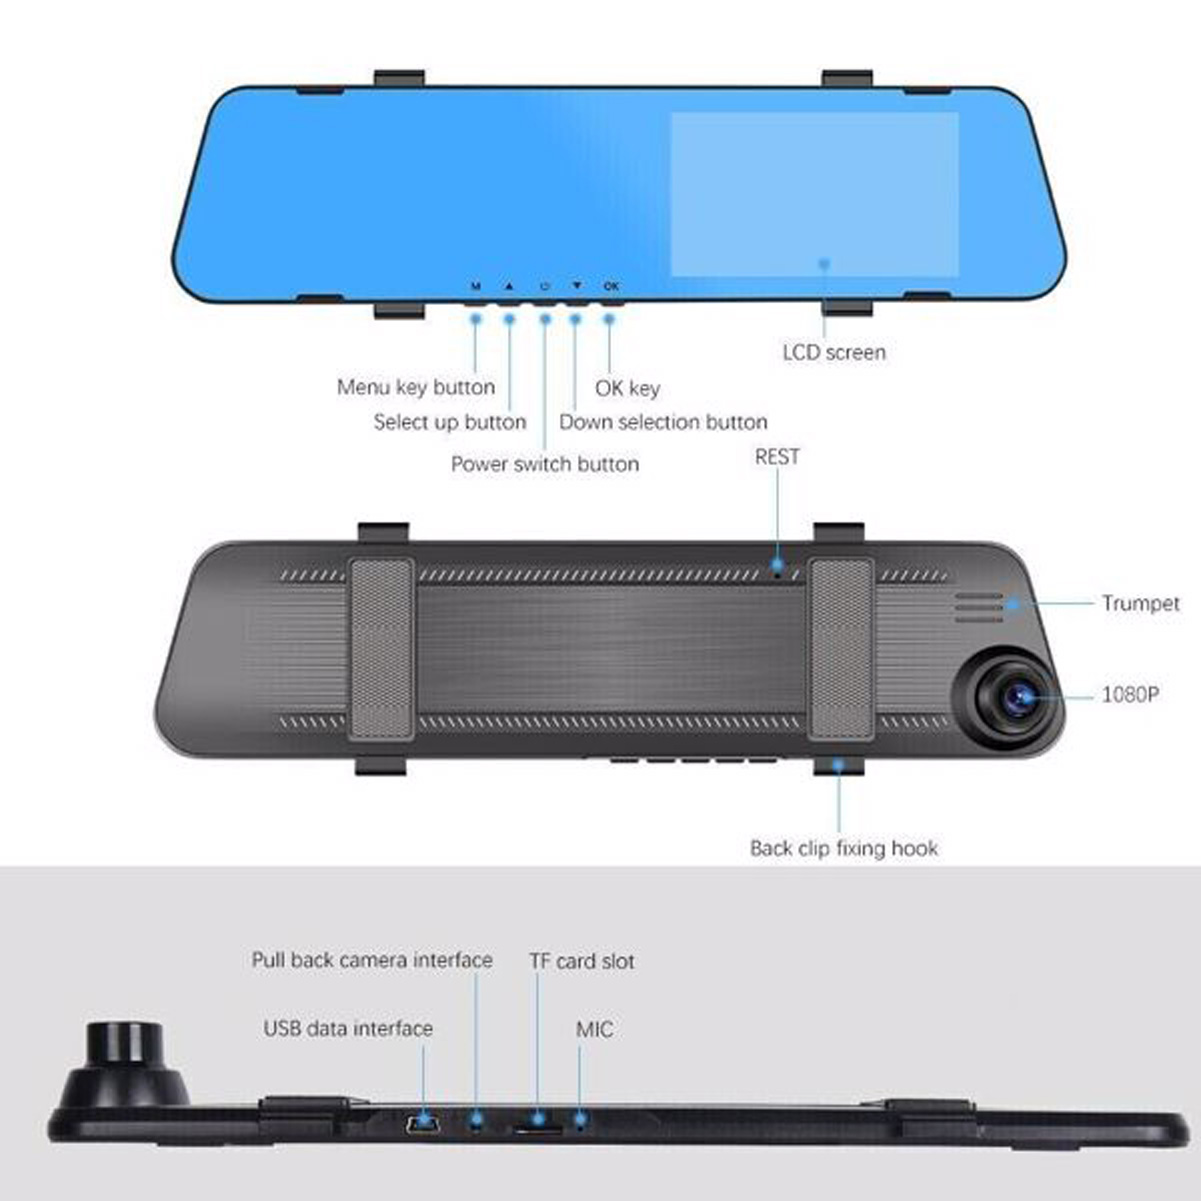 M ▲ ⏻ ▼ OK
LCD screen
Menu key button
OK key
Select up button
Down selection button
Power switch button
REST
Trumpet
1080P
Back clip fixing hook
Pull back camera interface
TF card slot
USB data interface
MIC